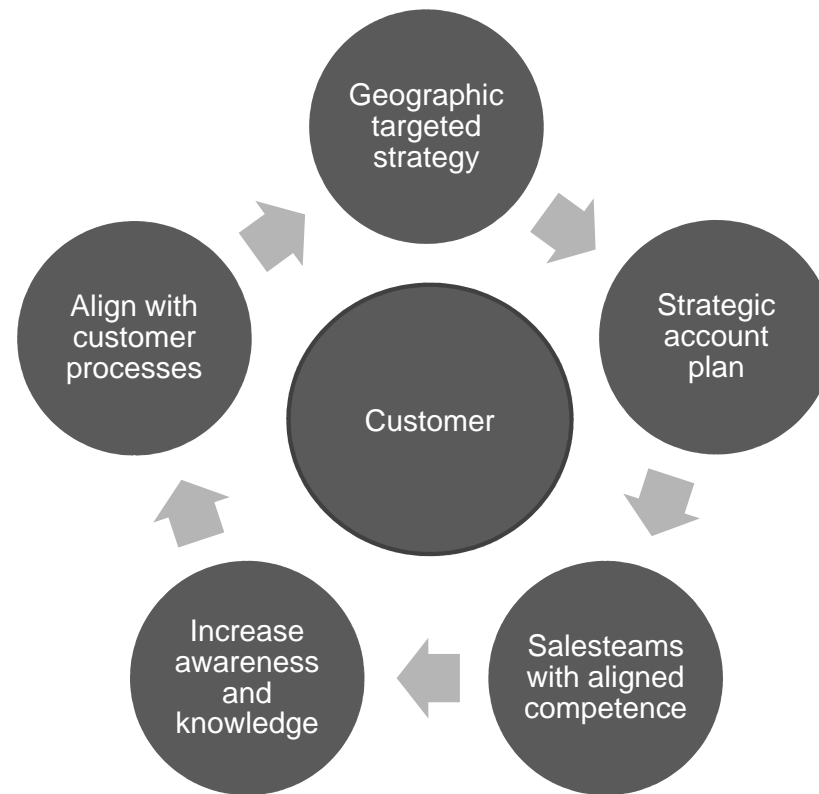 Geographic
targeted
strategy
Strategic
account
plan
Salesteams
with aligned
competence
Increase
awareness
and
knowledge
Align with
customer
processes
Customer